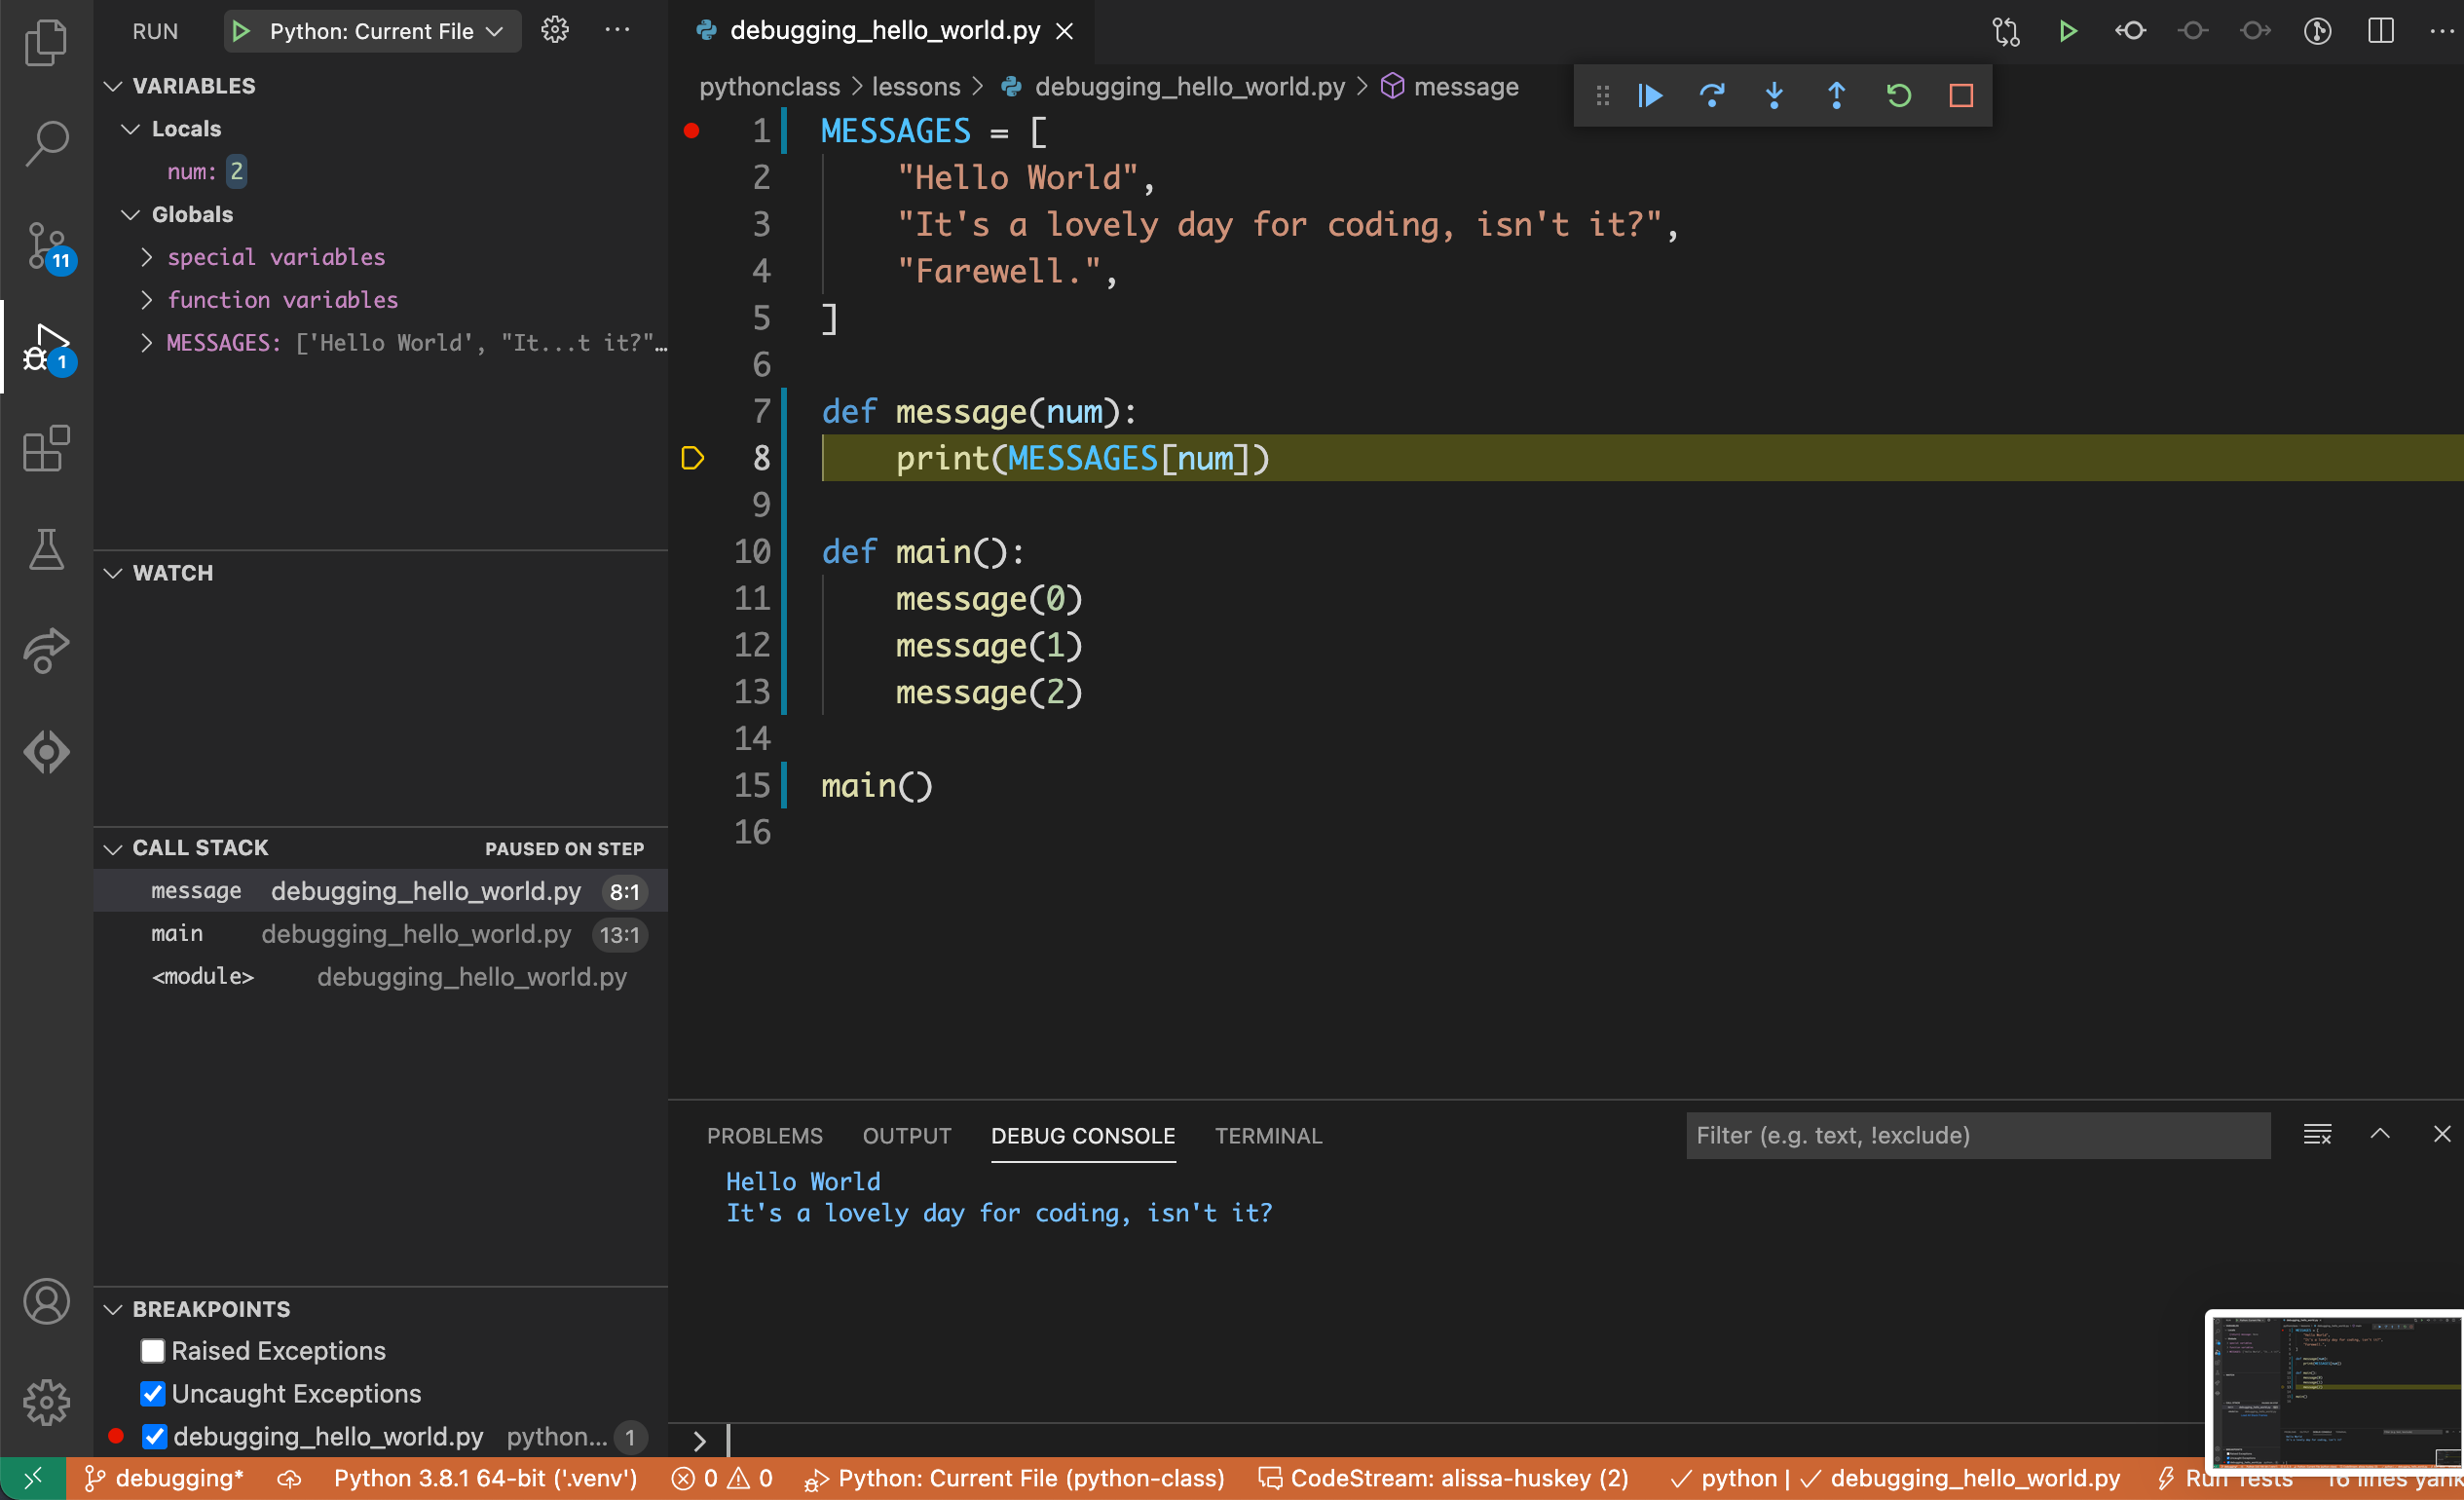 RUN Python: Current File ···
VARIABLES
Locals
num: 2
Globals
special variables
function variables
MESSAGES: ['Hello World', "It...t it?"…
WATCH
CALL STACK PAUSED ON STEP
message debugging_hello_world.py 8:1
main debugging_hello_world.py 13:1
<module> debugging_hello_world.py
BREAKPOINTS
Raised Exceptions
Uncaught Exceptions
debugging_hello_world.py python... 1
11
1
debugging_hello_world.py
pythonclass > lessons > debugging_hello_world.py > message
1 MESSAGES = [
2 "Hello World",
3 "It's a lovely day for coding, isn't it?",
4 "Farewell.",
5 ]
6
7 def message(num):
8 print(MESSAGES[num])
9
10 def main():
11 message(0)
12 message(1)
13 message(2)
14
15 main()
16
PROBLEMS OUTPUT DEBUG CONSOLE TERMINAL Filter (e.g. text, !exclude)
Hello World
It's a lovely day for coding, isn't it?
>
debugging* Python 3.8.1 64-bit ('.venv') 0 0 Python: Current File (python-class) CodeStream: alissa-huskey (2) python | debugging_hello_world.py Run Tests 16 lines yank